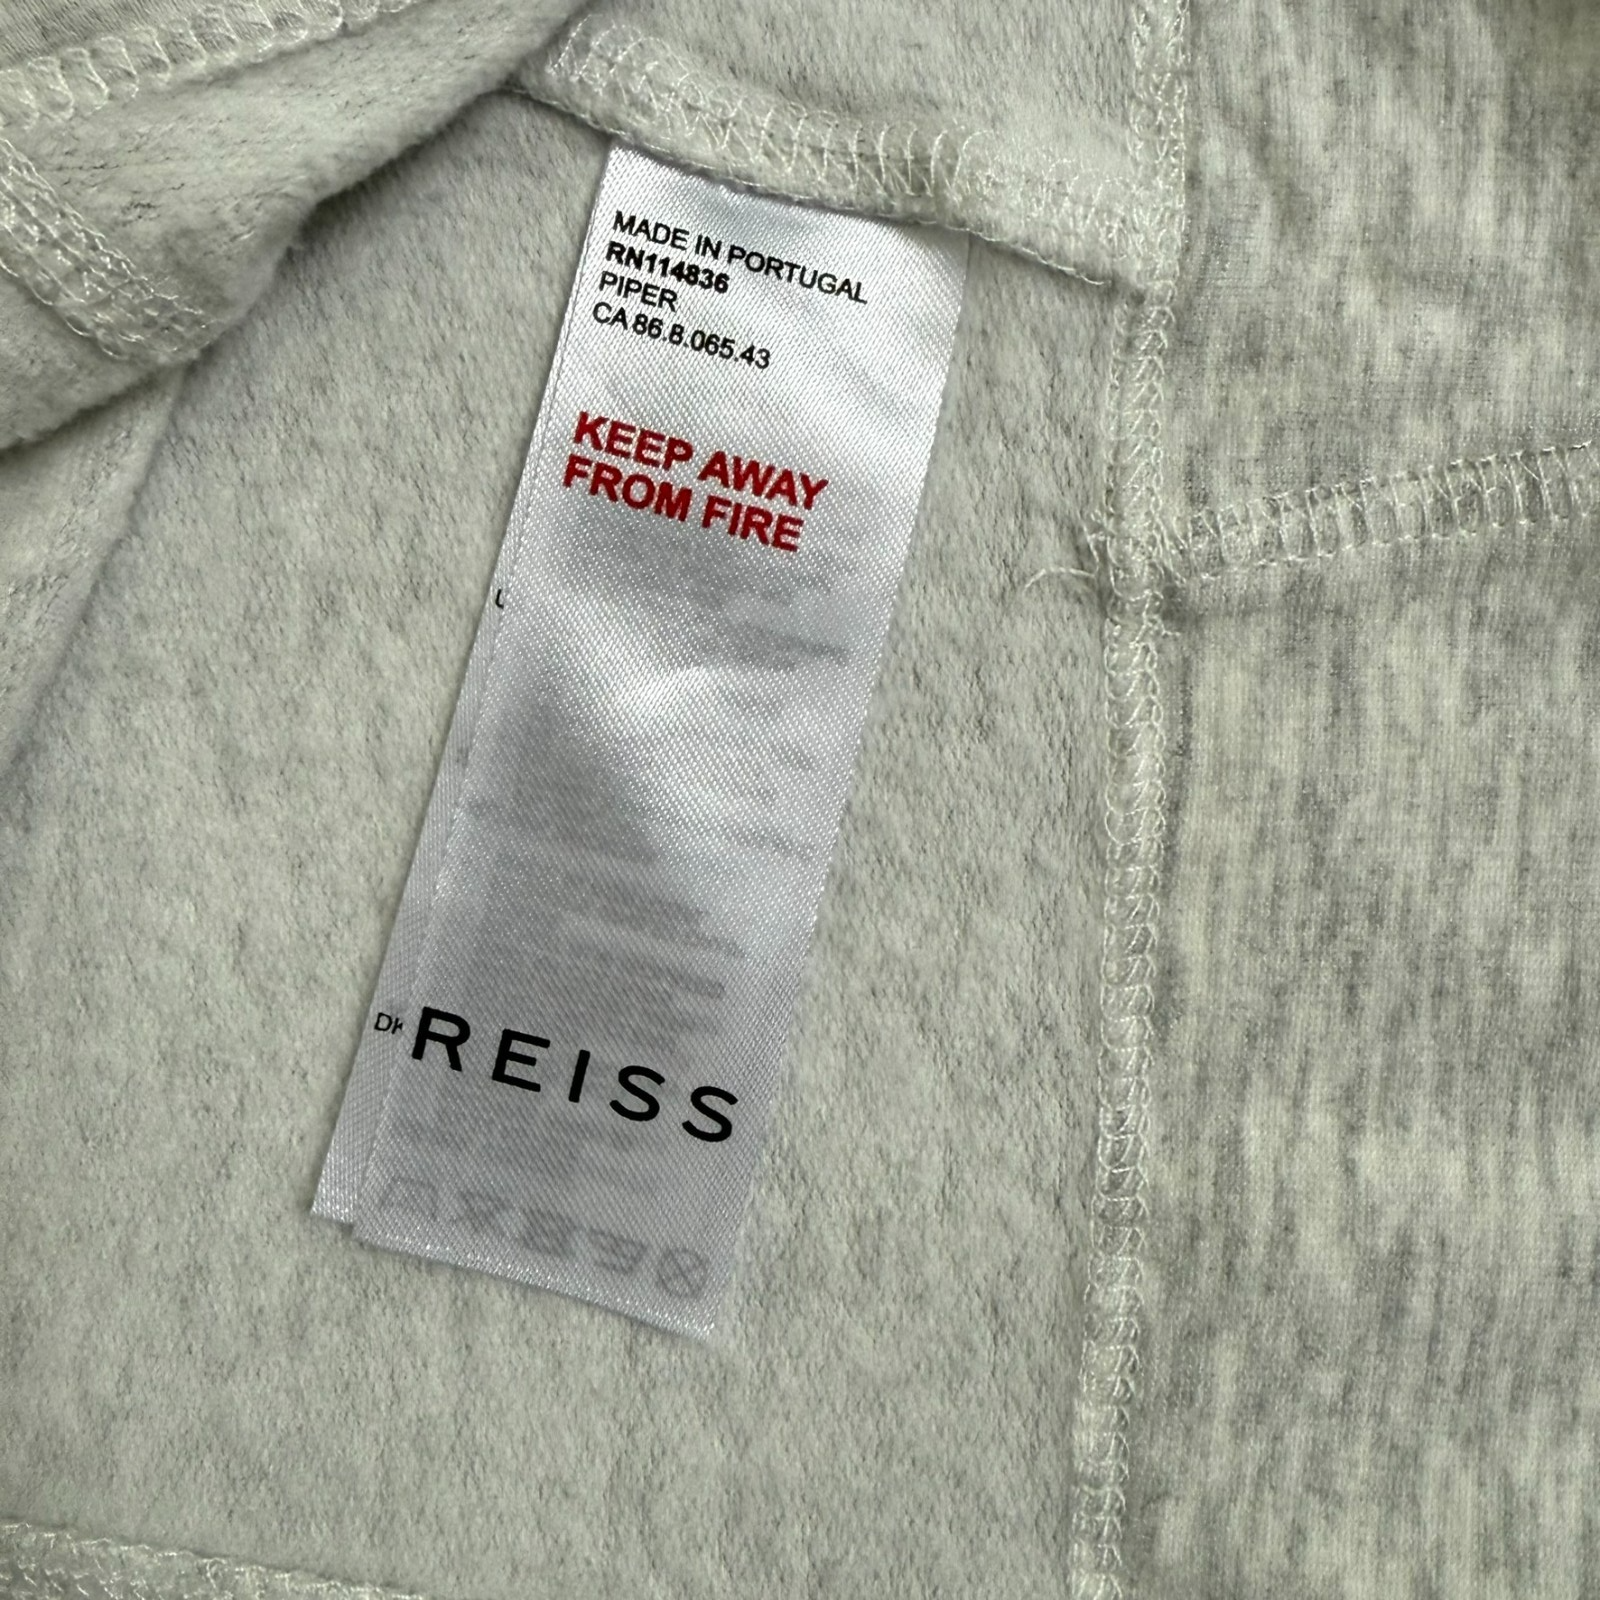 MADE IN PORTUGAL
RN114836
PIPER
CA 86.8.065.43
KEEP AWAY
FROM FIRE
REISS